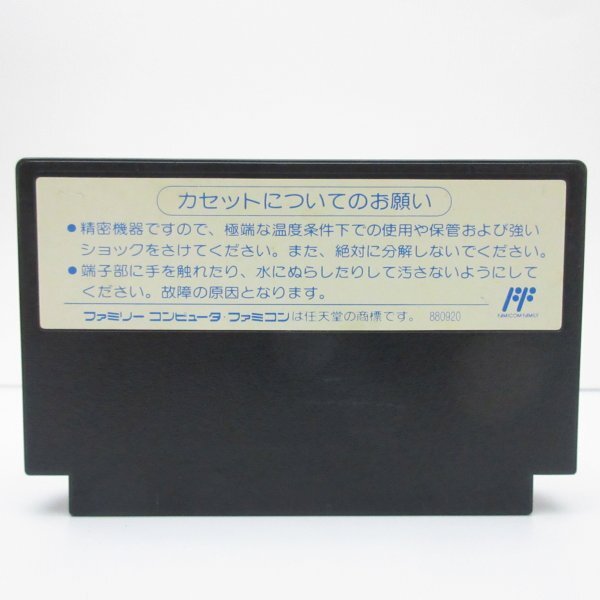 カセットについてのお願い
●精密機器ですので、極端な温度条件下での使用や保管および強い
ショックをさけてください。また、絶対に分解しないでください。
●端子部に手を触れたり、水にぬらしたりして汚さないようにして
ください。故障の原因となります。
FAMICOM FAMILY
ファミリー コンピュータ・ファミコンは任天堂の商標です。 880920